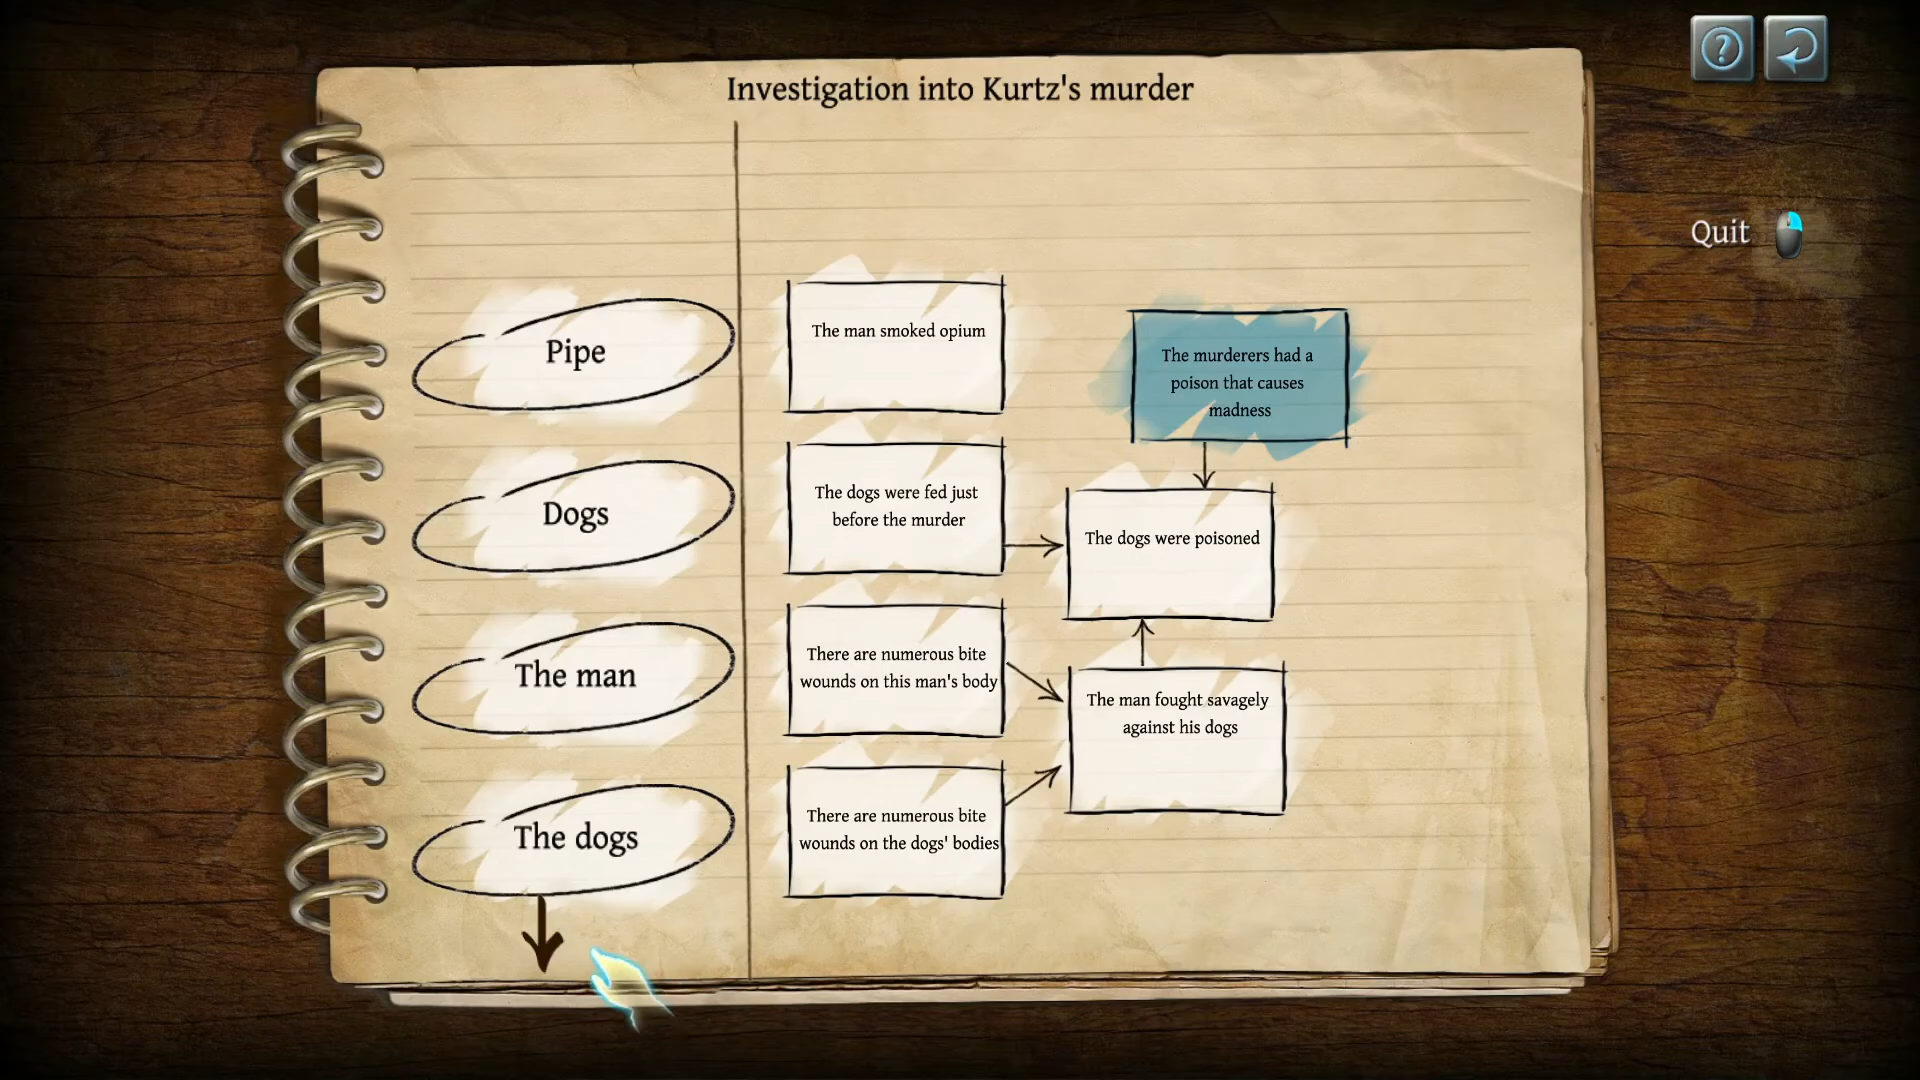 Investigation into Kurtz's murder
Quit
Pipe
The man smoked opium
The murderers had a
poison that causes
madness
Dogs
The dogs were fed just
before the murder
The dogs were poisoned
The man
There are numerous bite
wounds on this man's body
The man fought savagely
against his dogs
The dogs
There are numerous bite
wounds on the dogs' bodies